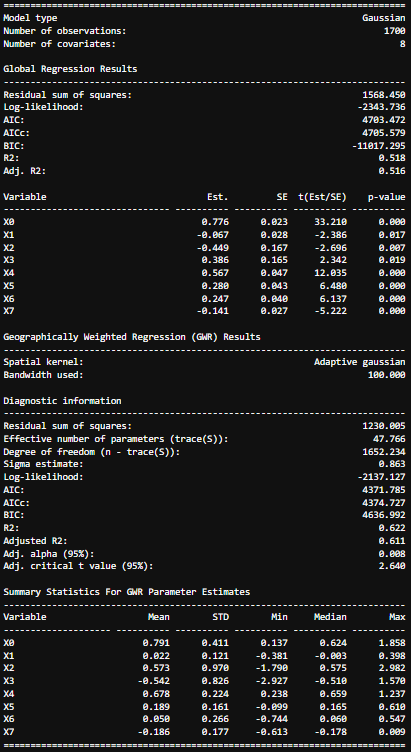 ===========================================================================
Model type                                                         Gaussian
Number of observations:                                                1700
Number of covariates:                                                     8

Global Regression Results
---------------------------------------------------------------------------
Residual sum of squares:                                           1568.450
Log-likelihood:                                                   -2343.736
AIC:                                                               4703.472
AICc:                                                              4705.579
BIC:                                                             -11017.295
R2:                                                                   0.518
Adj. R2:                                                              0.516

Variable                              Est.         SE  t(Est/SE)    p-value
------------------------------- ---------- ---------- ---------- ----------
X0                                   0.776      0.023     33.210      0.000
X1                                  -0.067      0.028     -2.386      0.017
X2                                  -0.449      0.167     -2.696      0.007
X3                                   0.386      0.165      2.342      0.019
X4                                   0.567      0.047     12.035      0.000
X5                                   0.280      0.043      6.480      0.000
X6                                   0.247      0.040      6.137      0.000
X7                                  -0.141      0.027     -5.222      0.000

Geographically Weighted Regression (GWR) Results
---------------------------------------------------------------------------
Spatial kernel:                                           Adaptive gaussian
Bandwidth used:                                                     100.000

Diagnostic information
---------------------------------------------------------------------------
Residual sum of squares:                                           1230.005
Effective number of parameters (trace(S)):                           47.766
Degree of freedom (n - trace(S)):                                  1652.234
Sigma estimate:                                                       0.863
Log-likelihood:                                                   -2137.127
AIC:                                                               4371.785
AICc:                                                              4374.727
BIC:                                                               4636.992
R2:                                                                   0.622
Adjusted R2:                                                          0.611
Adj. alpha (95%):                                                     0.008
Adj. critical t value (95%):                                          2.640

Summary Statistics For GWR Parameter Estimates
---------------------------------------------------------------------------
Variable                   Mean        STD        Min     Median        Max
-------------------- ---------- ---------- ---------- ---------- ----------
X0                        0.791      0.411      0.137      0.624      1.858
X1                        0.022      0.121     -0.381     -0.003      0.398
X2                        0.573      0.970     -1.790      0.575      2.982
X3                       -0.542      0.826     -2.927     -0.510      1.570
X4                        0.678      0.224      0.238      0.659      1.237
X5                        0.189      0.161     -0.099      0.165      0.610
X6                        0.050      0.266     -0.744      0.060      0.547
X7                       -0.186      0.177     -0.613     -0.178      0.009
===========================================================================